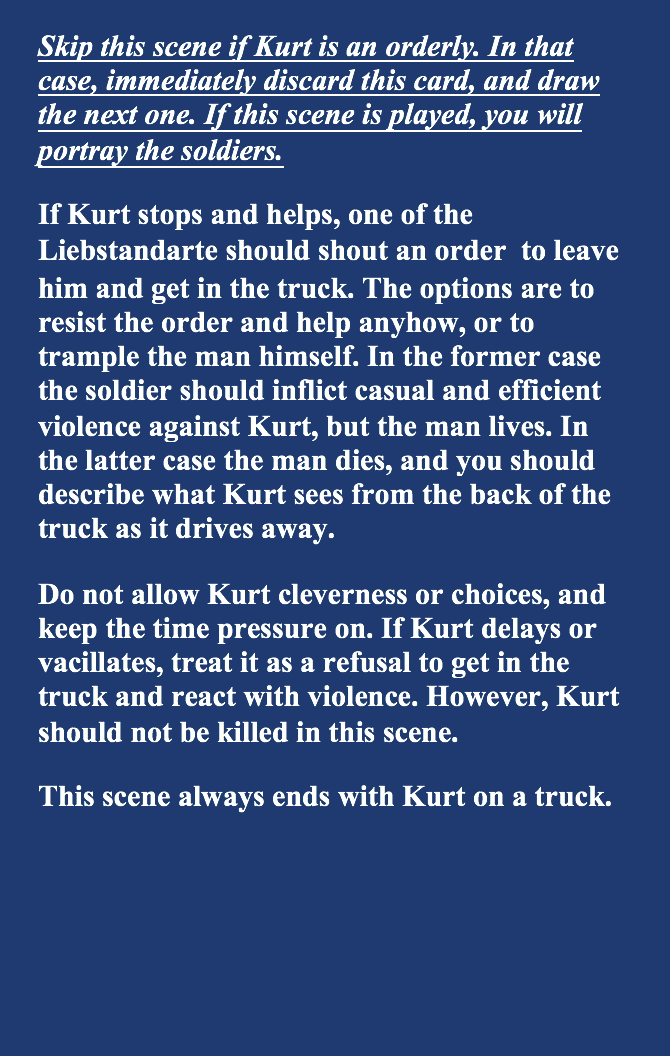 Skip this scene if Kurt is an orderly. In that
case, immediately discard this card, and draw
the next one. If this scene is played, you will
portray the soldiers.
If Kurt stops and helps, one of the
Liebstandarte should shout an order  to leave
him and get in the truck. The options are to
resist the order and help anyhow, or to
trample the man himself. In the former case
the soldier should inflict casual and efficient
violence against Kurt, but the man lives. In
the latter case the man dies, and you should
describe what Kurt sees from the back of the
truck as it drives away.
Do not allow Kurt cleverness or choices, and
keep the time pressure on. If Kurt delays or
vacillates, treat it as a refusal to get in the
truck and react with violence. However, Kurt
should not be killed in this scene.
This scene always ends with Kurt on a truck.